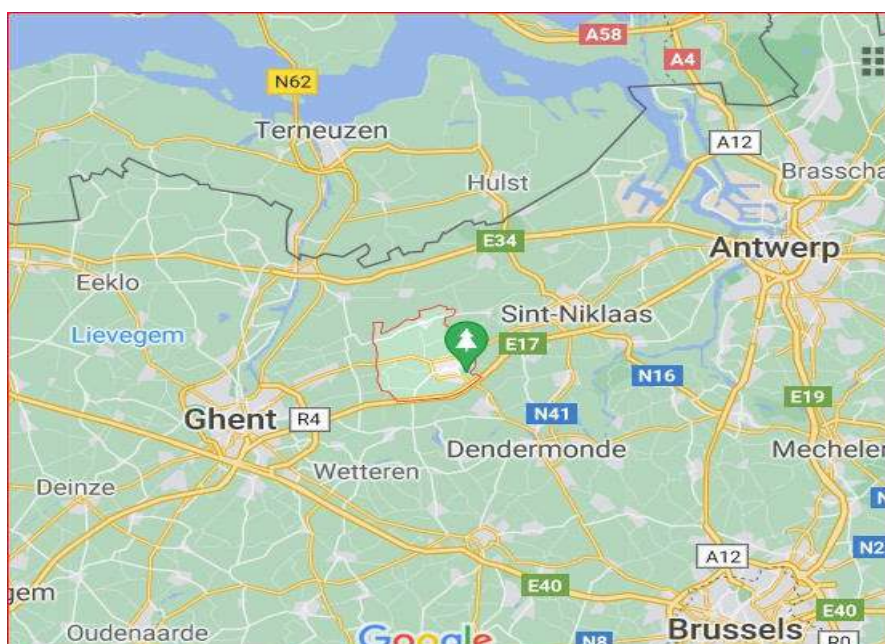 A58
A4
N62
Terneuzen
A12
Brasscha
Hulst
E34
Antwerp
Eeklo
Sint-Niklaas
Lievegem
E17
N16
E19
Ghent
R4
N41
Dendermonde
Mechelen
Wetteren
Deinze
N
N2
A12
E40
E40
gem
Brussels
Oudenaarde
Google
N8
R0